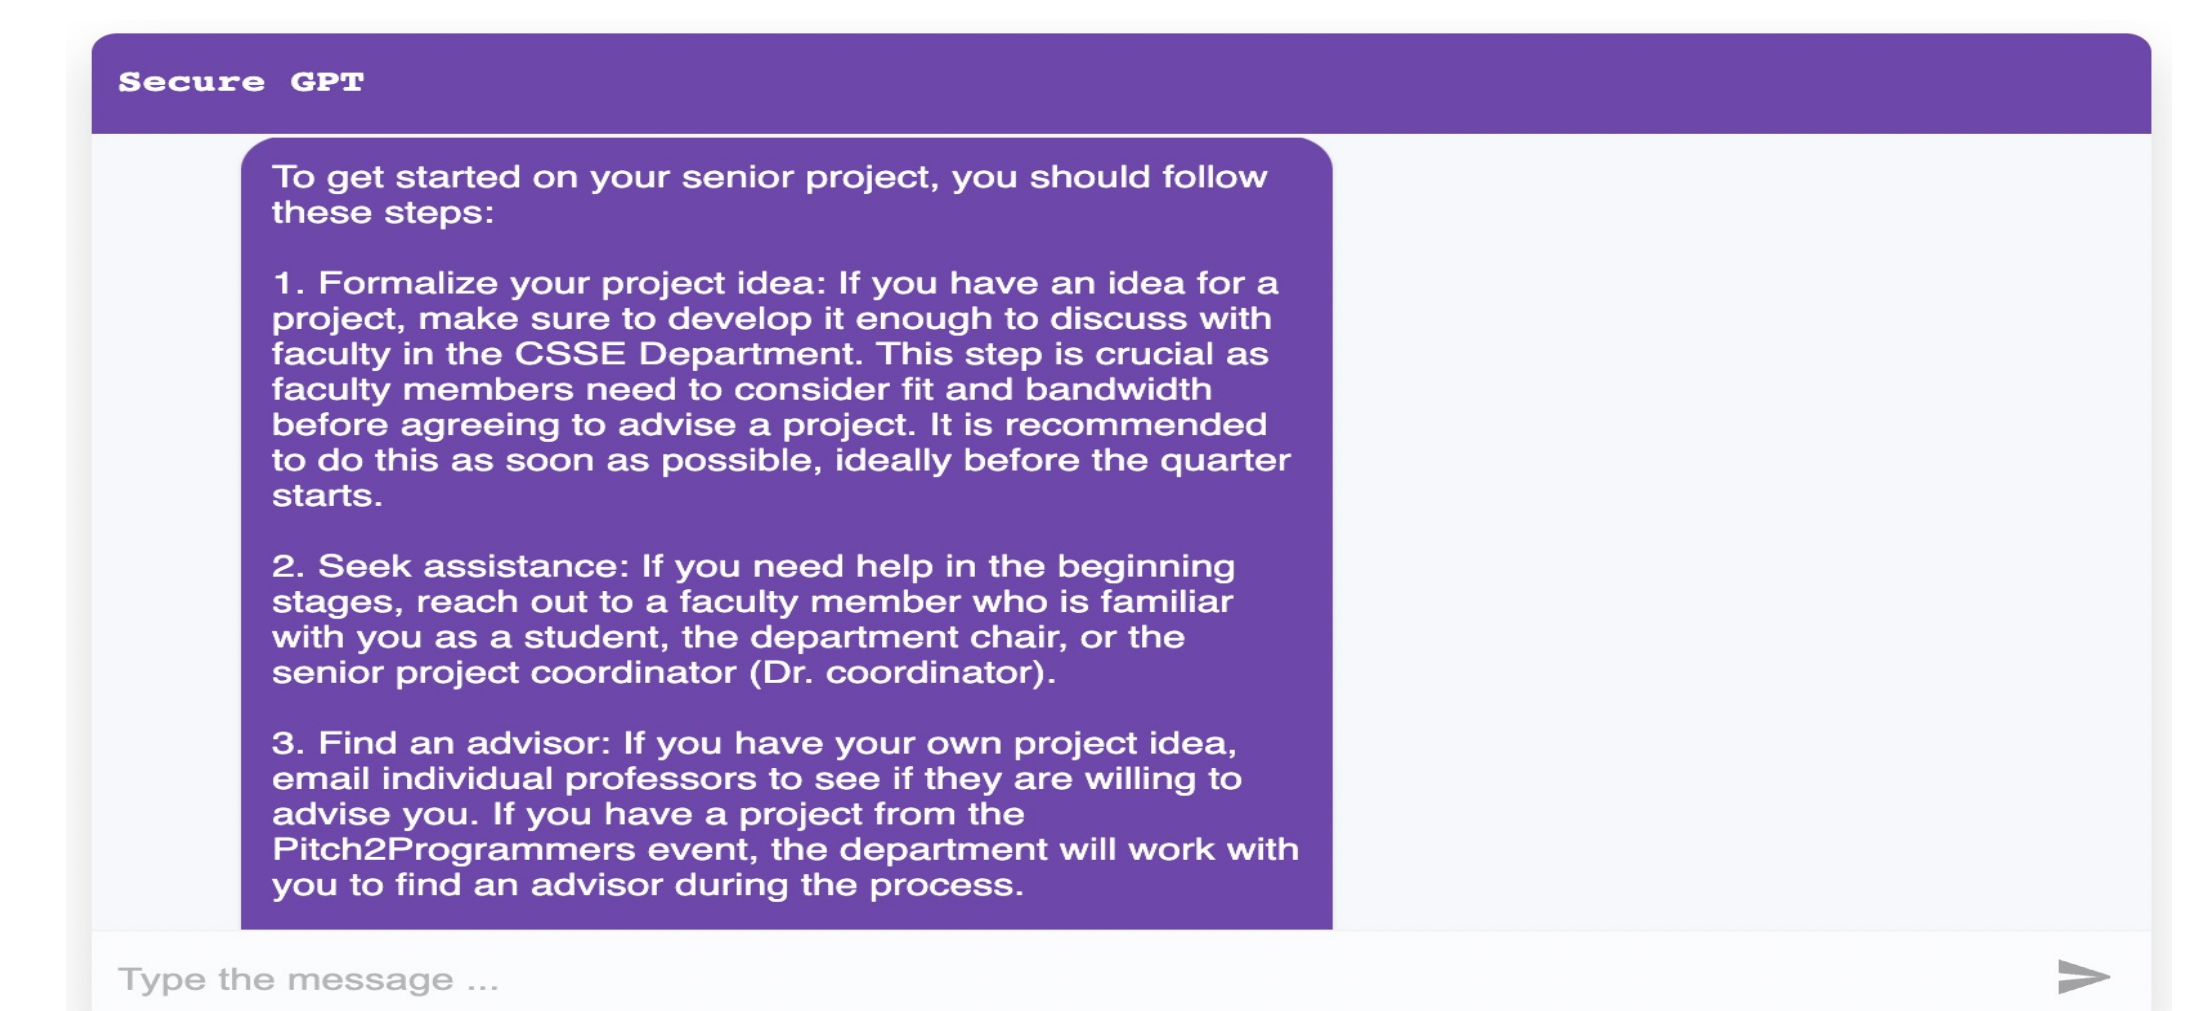 Secure GPT
To get started on your senior project, you should follow
these steps:
1. Formalize your project idea: If you have an idea for a
project, make sure to develop it enough to discuss with
faculty in the CSSE Department. This step is crucial as
faculty members need to consider fit and bandwidth
before agreeing to advise a project. It is recommended
to do this as soon as possible, ideally before the quarter
starts.
2. Seek assistance: If you need help in the beginning
stages, reach out to a faculty member who is familiar
with you as a student, the department chair, or the
senior project coordinator (Dr. coordinator).
3. Find an advisor: If you have your own project idea,
email individual professors to see if they are willing to
advise you. If you have a project from the
Pitch2Programmers event, the department will work with
you to find an advisor during the process.
Type the message ...